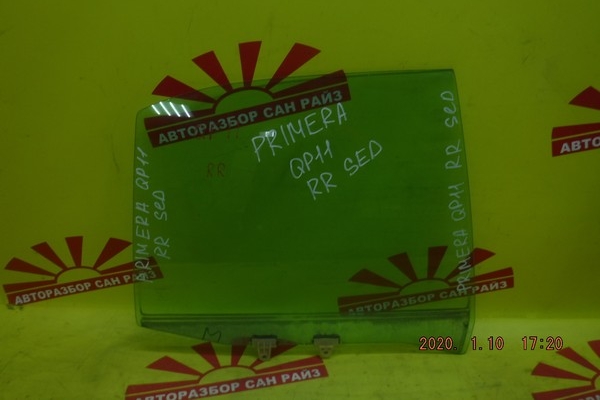 АВТОРАЗБОР САН РАЙЗ
PRIMERA
QP11
RR SED
RR
PRIMERA QP11
RR SED
PRIMERA QP11 RR SED
АВТОРАЗБОР САН РАЙЗ
АВТОРАЗБОР САН РАЙЗ
2020. 1.10 17:20
АВТОРАЗБОР САН РАЙЗ